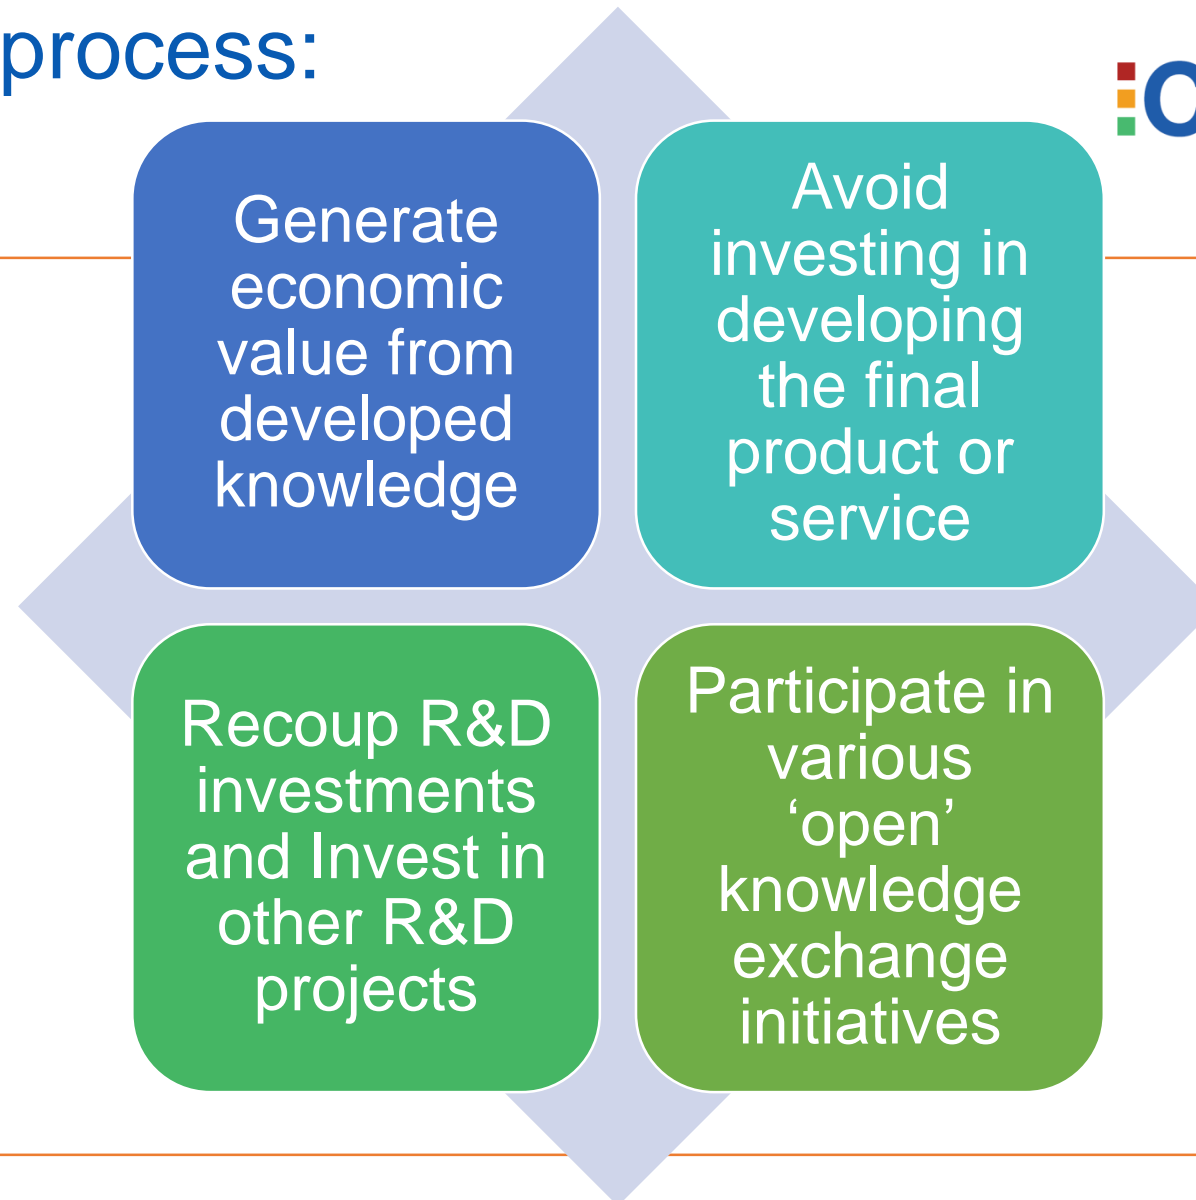 process:
Generate
economic
value from
developed
knowledge
Avoid
investing in
developing
the final
product or
service
Recoup R&D
investments
and Invest in
other R&D
projects
Participate in
various
‘open’
knowledge
exchange
initiatives